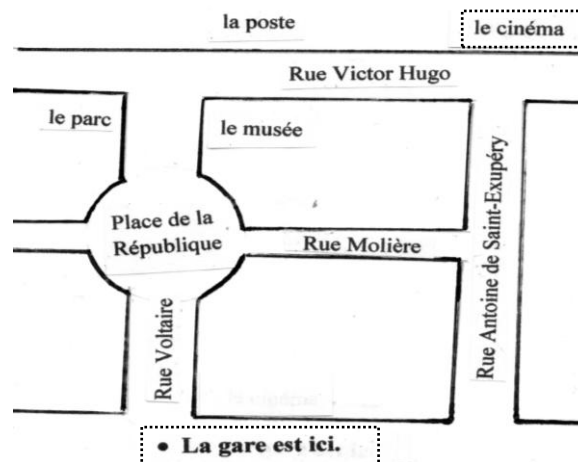 la poste
le cinéma
Rue Victor Hugo
le parc
le musée
Place de la
République
Rue Molière
Rue Antoine de Saint-Exupéry
Rue Voltaire
• La gare est ici.